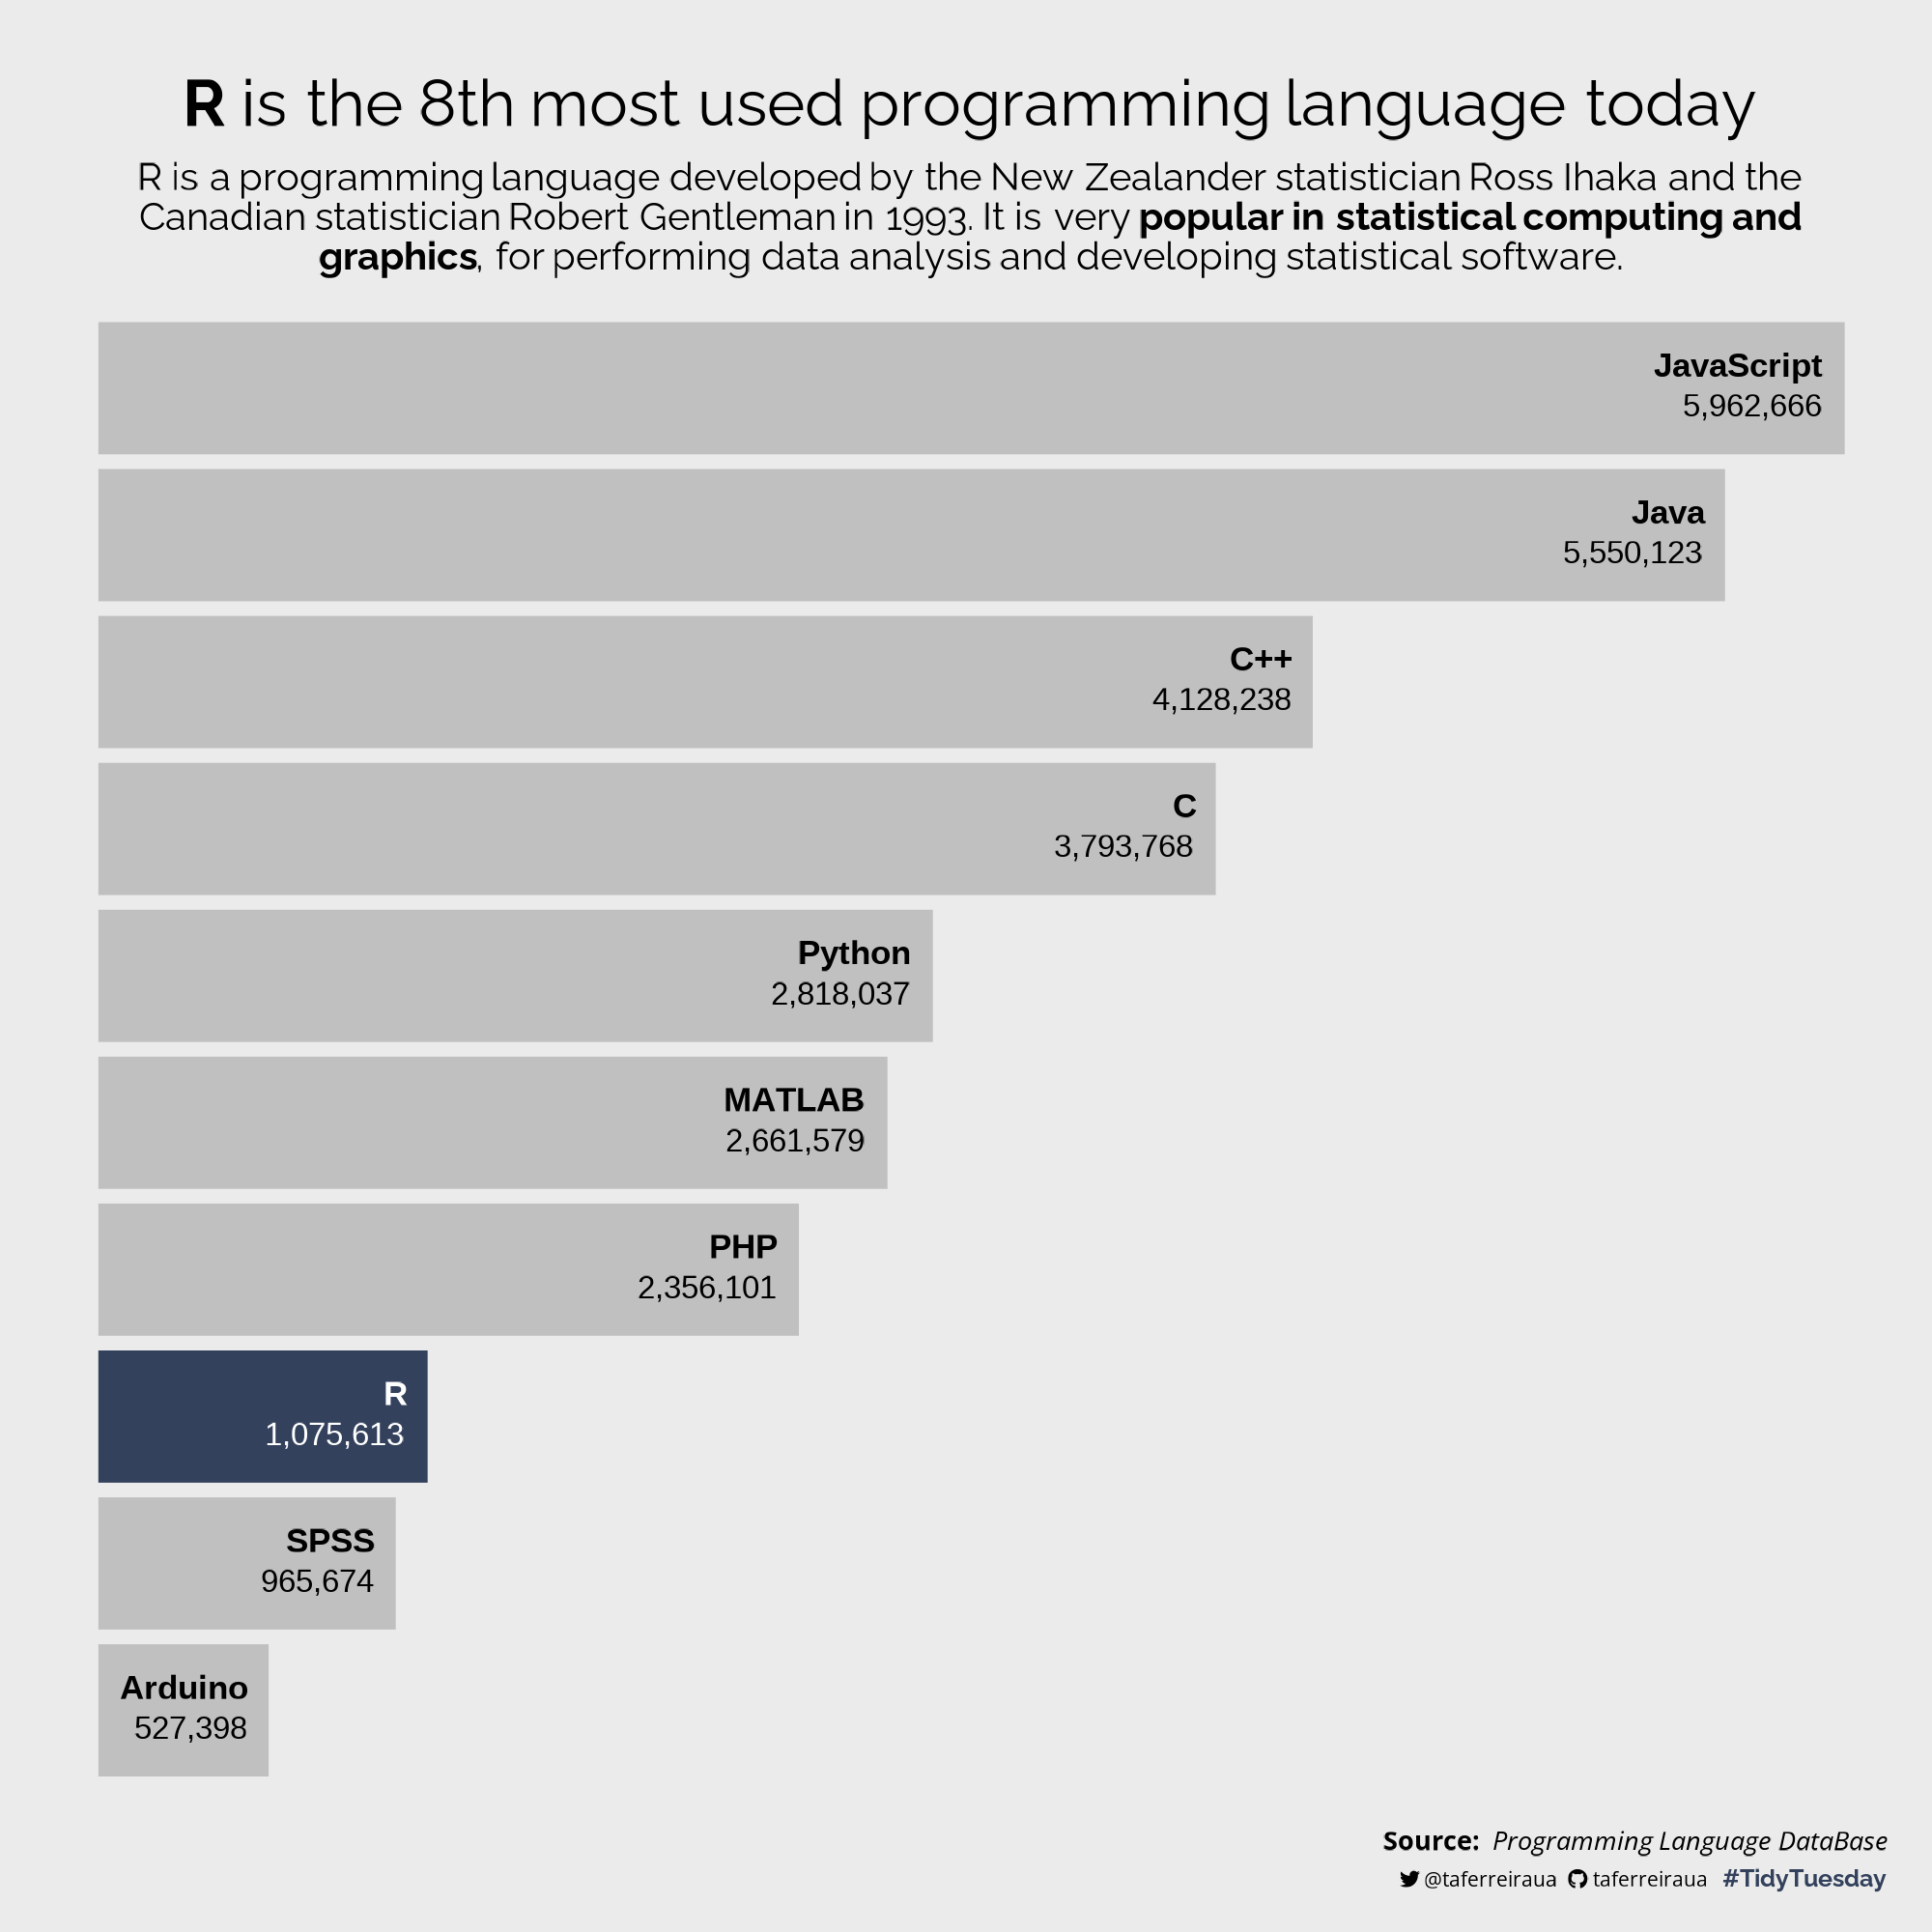 R is the 8th most used programming language today
R is a programming language developed by the New Zealander statistician Ross Ihaka and the
Canadian statistician Robert Gentleman in 1993. It is very popular in statistical computing and
graphics, for performing data analysis and developing statistical software.
JavaScript
5,962,666
Java
5,550,123
C++
4,128,238
C
3,793,768
Python
2,818,037
MATLAB
2,661,579
PHP
2,356,101
R
1,075,613
SPSS
965,674
Arduino
527,398
Source: Programming Language DataBase
@taferreiraua taferreiraua #TidyTuesday